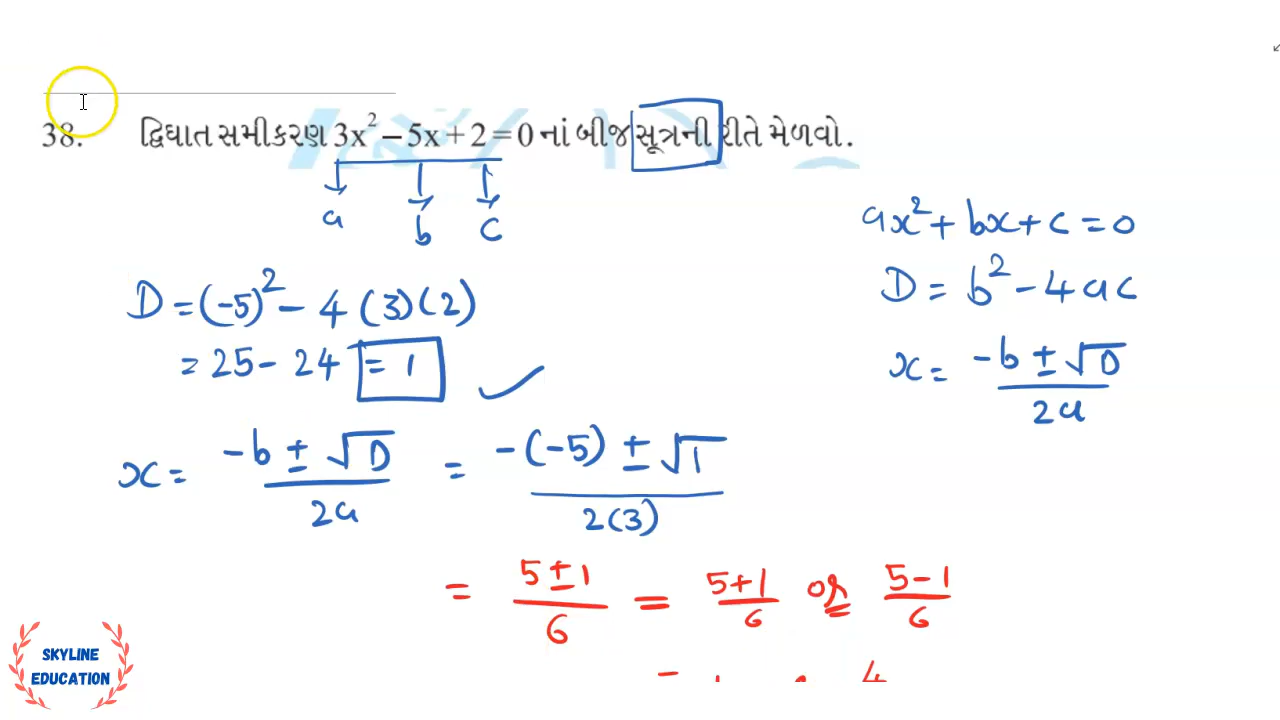 38. દ્વિઘાત સમીકરણ 3x² – 5x + 2 = 0 નાં બીજ સૂત્રની રીતે મેળવો.
a b c
ax² + bx + c = 0
D = b² - 4ac
x = (-b ± √D) / 2a
D = (-5)² - 4 (3)(2)
= 25 - 24 = 1
x = (-b ± √D) / 2a = (-(-5) ± √1) / 2(3)
= (5 ± 1) / 6 = (5+1) / 6 or (5-1) / 6
= 4
SKYLINE
EDUCATION